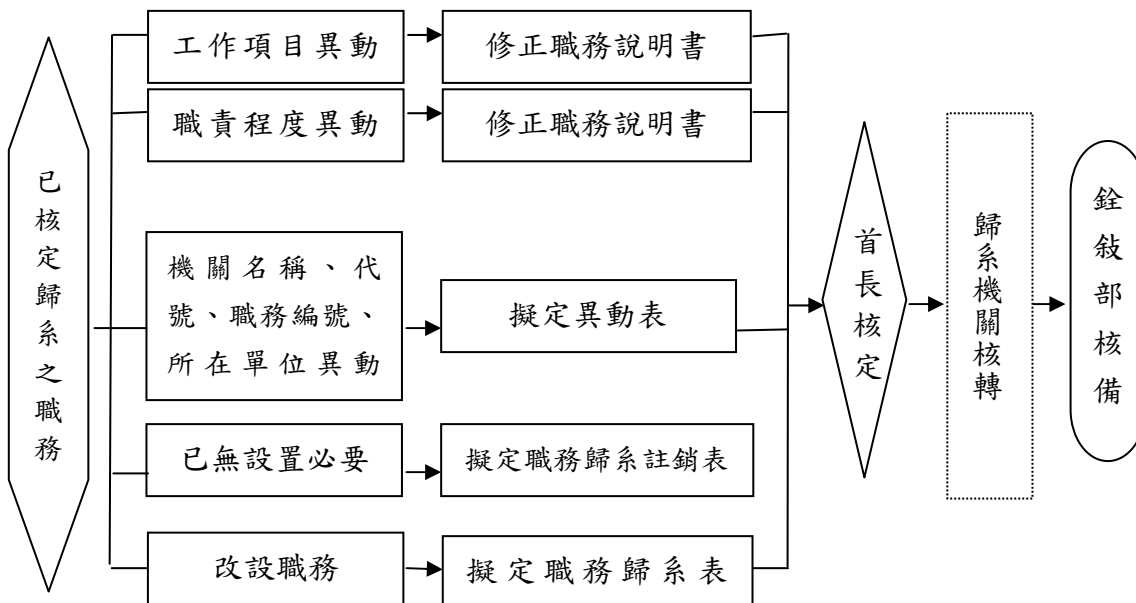 已核定歸系之職務
工作項目異動
修正職務說明書
職責程度異動
修正職務說明書
機關名稱、代
號、職務編號、
所在單位異動
擬定異動表
已無設置必要
擬定職務歸系註銷表
改設職務
擬定職務歸系表
首長核定
歸系機關核轉
銓敍部核備